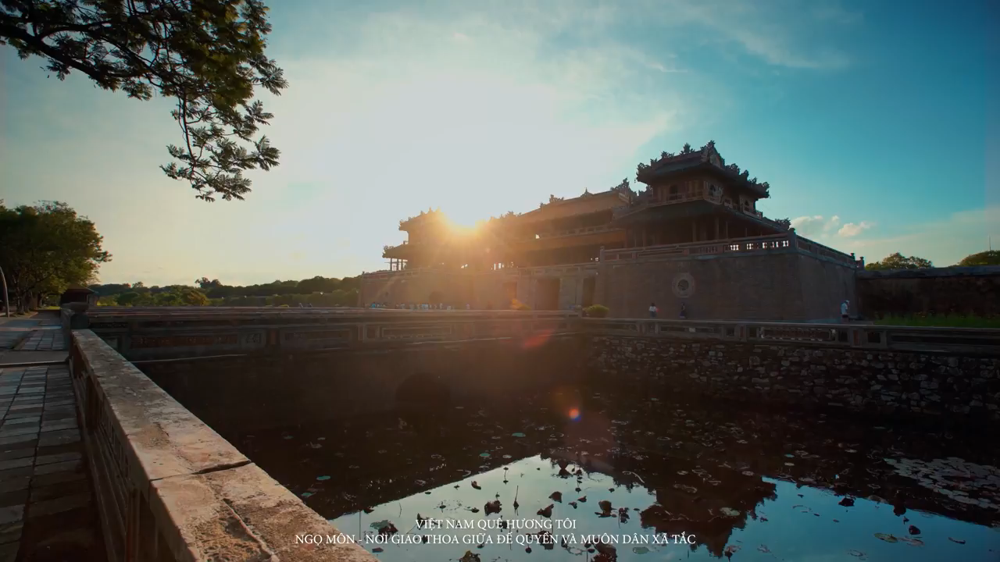 VIỆT NAM QUÊ HƯƠNG TÔI
NGỌ MÔN - NƠI GIAO THOA GIỮA ĐẾ QUYỀN VÀ MUÔN DÂN XÃ TẮC